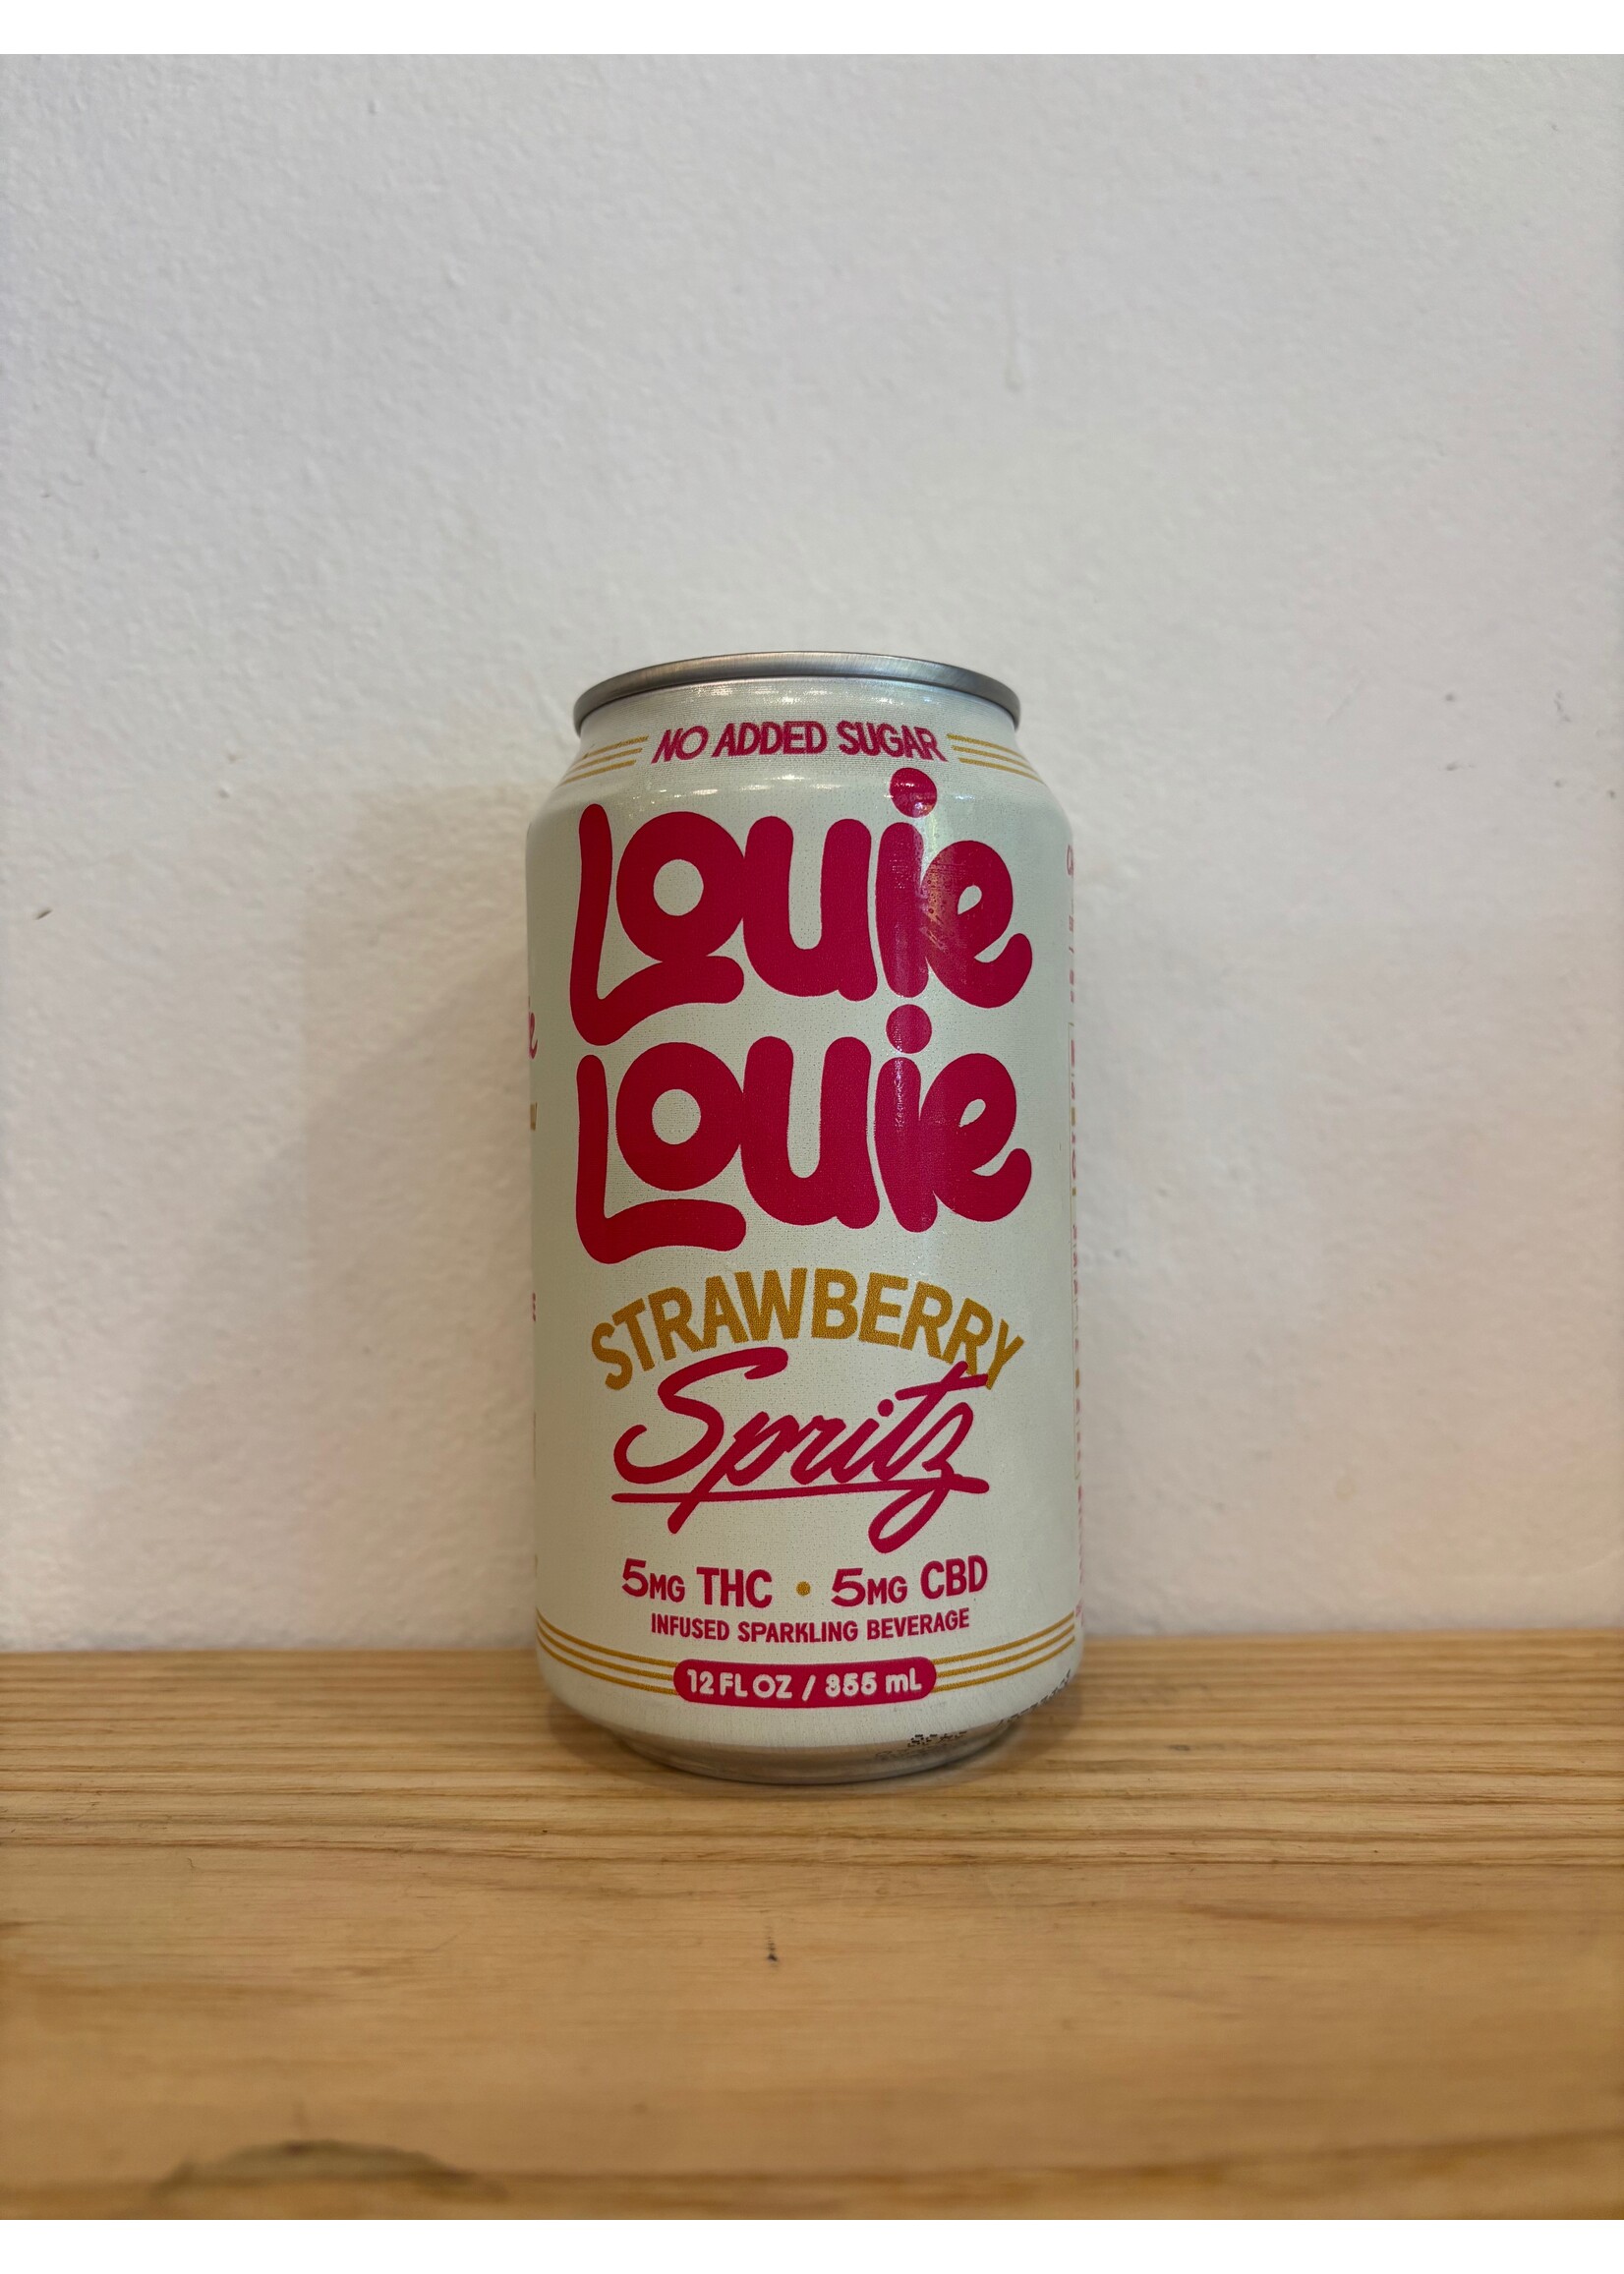 NO ADDED SUGAR
Louie
Louie
STRAWBERRY
Spritz
5MG THC • 5MG CBD
INFUSED SPARKLING BEVERAGE
12 FL OZ / 355 mL